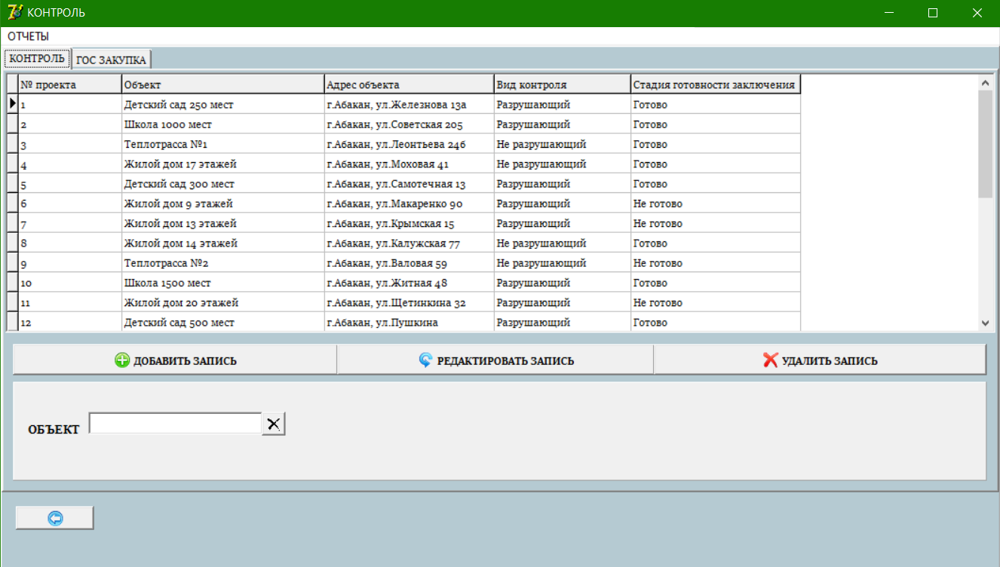 КОНТРОЛЬ
ОТЧЕТЫ
КОНТРОЛЬ ГОС ЗАКУПКА
№ проекта Объект Адрес объекта Вид контроля Стадия готовности заключения
1 Детский сад 250 мест г.Абакан, ул.Железнова 13а Разрушающий Готово
2 Школа 1000 мест г.Абакан, ул.Советская 205 Разрушающий Готово
3 Теплотрасса №1 г.Абакан, ул.Леонтьева 24б Не разрушающий Готово
4 Жилой дом 17 этажей г.Абакан, ул.Моховая 41 Не разрушающий Готово
5 Детский сад 300 мест г.Абакан, ул.Самотечная 13 Разрушающий Готово
6 Жилой дом 9 этажей г.Абакан, ул.Макаренко 90 Разрушающий Не готово
7 Жилой дом 13 этажей г.Абакан, ул.Крымская 15 Разрушающий Не готово
8 Жилой дом 14 этажей г.Абакан, ул.Калужская 77 Не разрушающий Готово
9 Теплотрасса №2 г.Абакан, ул.Валовая 59 Не разрушающий Не готово
10 Школа 1500 мест г.Абакан, ул.Житная 48 Разрушающий Готово
11 Жилой дом 20 этажей г.Абакан, ул.Щетинкина 32 Разрушающий Не готово
12 Детский сад 500 мест г.Абакан, ул.Пушкина Разрушающий Готово
ДОБАВИТЬ ЗАПИСЬ РЕДАКТИРОВАТЬ ЗАПИСЬ УДАЛИТЬ ЗАПИСЬ
ОБЪЕКТ